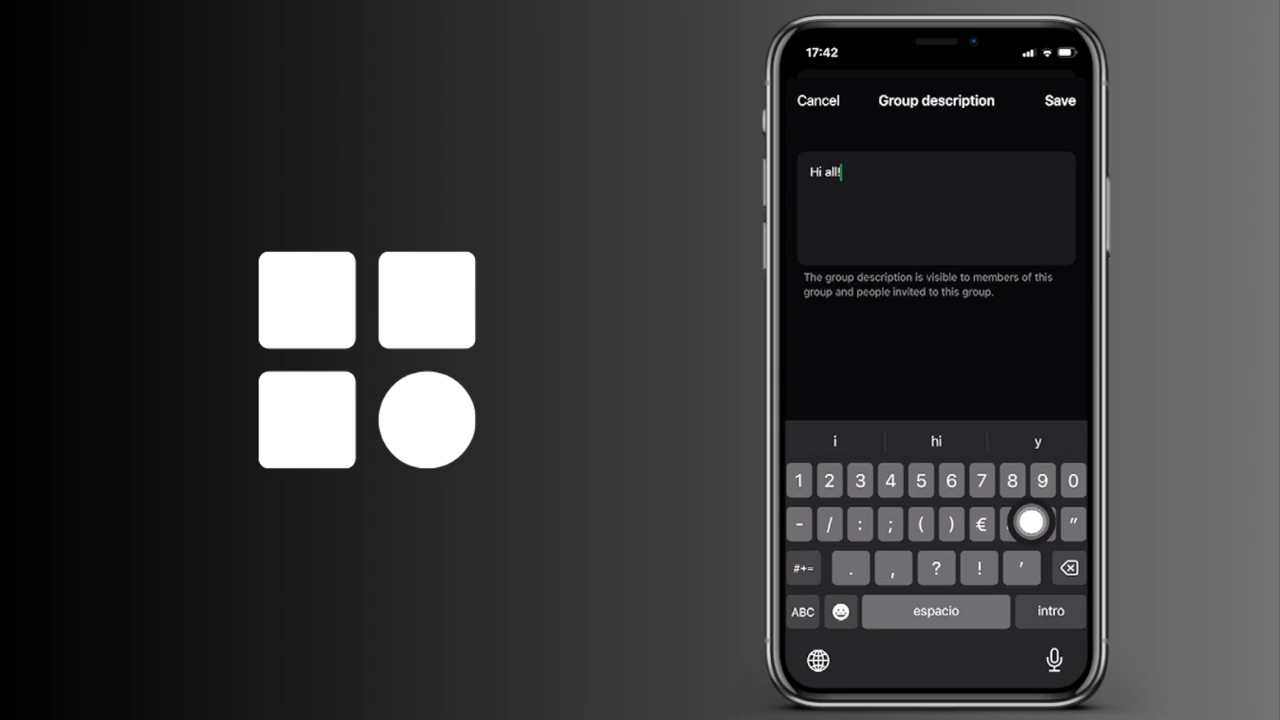 17:42
Cancel Group description Save
Hi all!
The group description is visible to members of this
group and people invited to this group.
i hi y
1 2 3 4 5 6 7 8 9 0
- / : ; ( ) € "
#+= . , ? ! '
ABC espacio intro